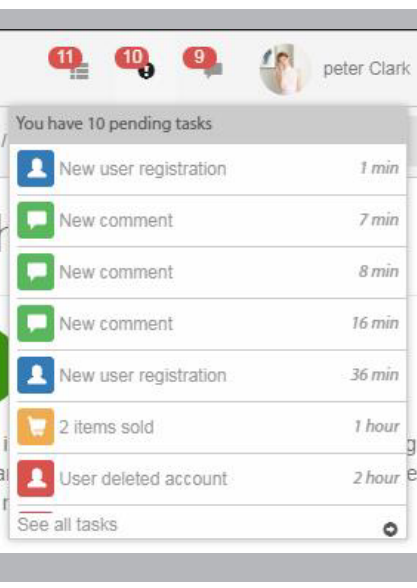 11 10 9 peter Clark
You have 10 pending tasks
New user registration 1 min
New comment 7 min
New comment 8 min
New comment 16 min
New user registration 36 min
2 items sold 1 hour
User deleted account 2 hour
See all tasks